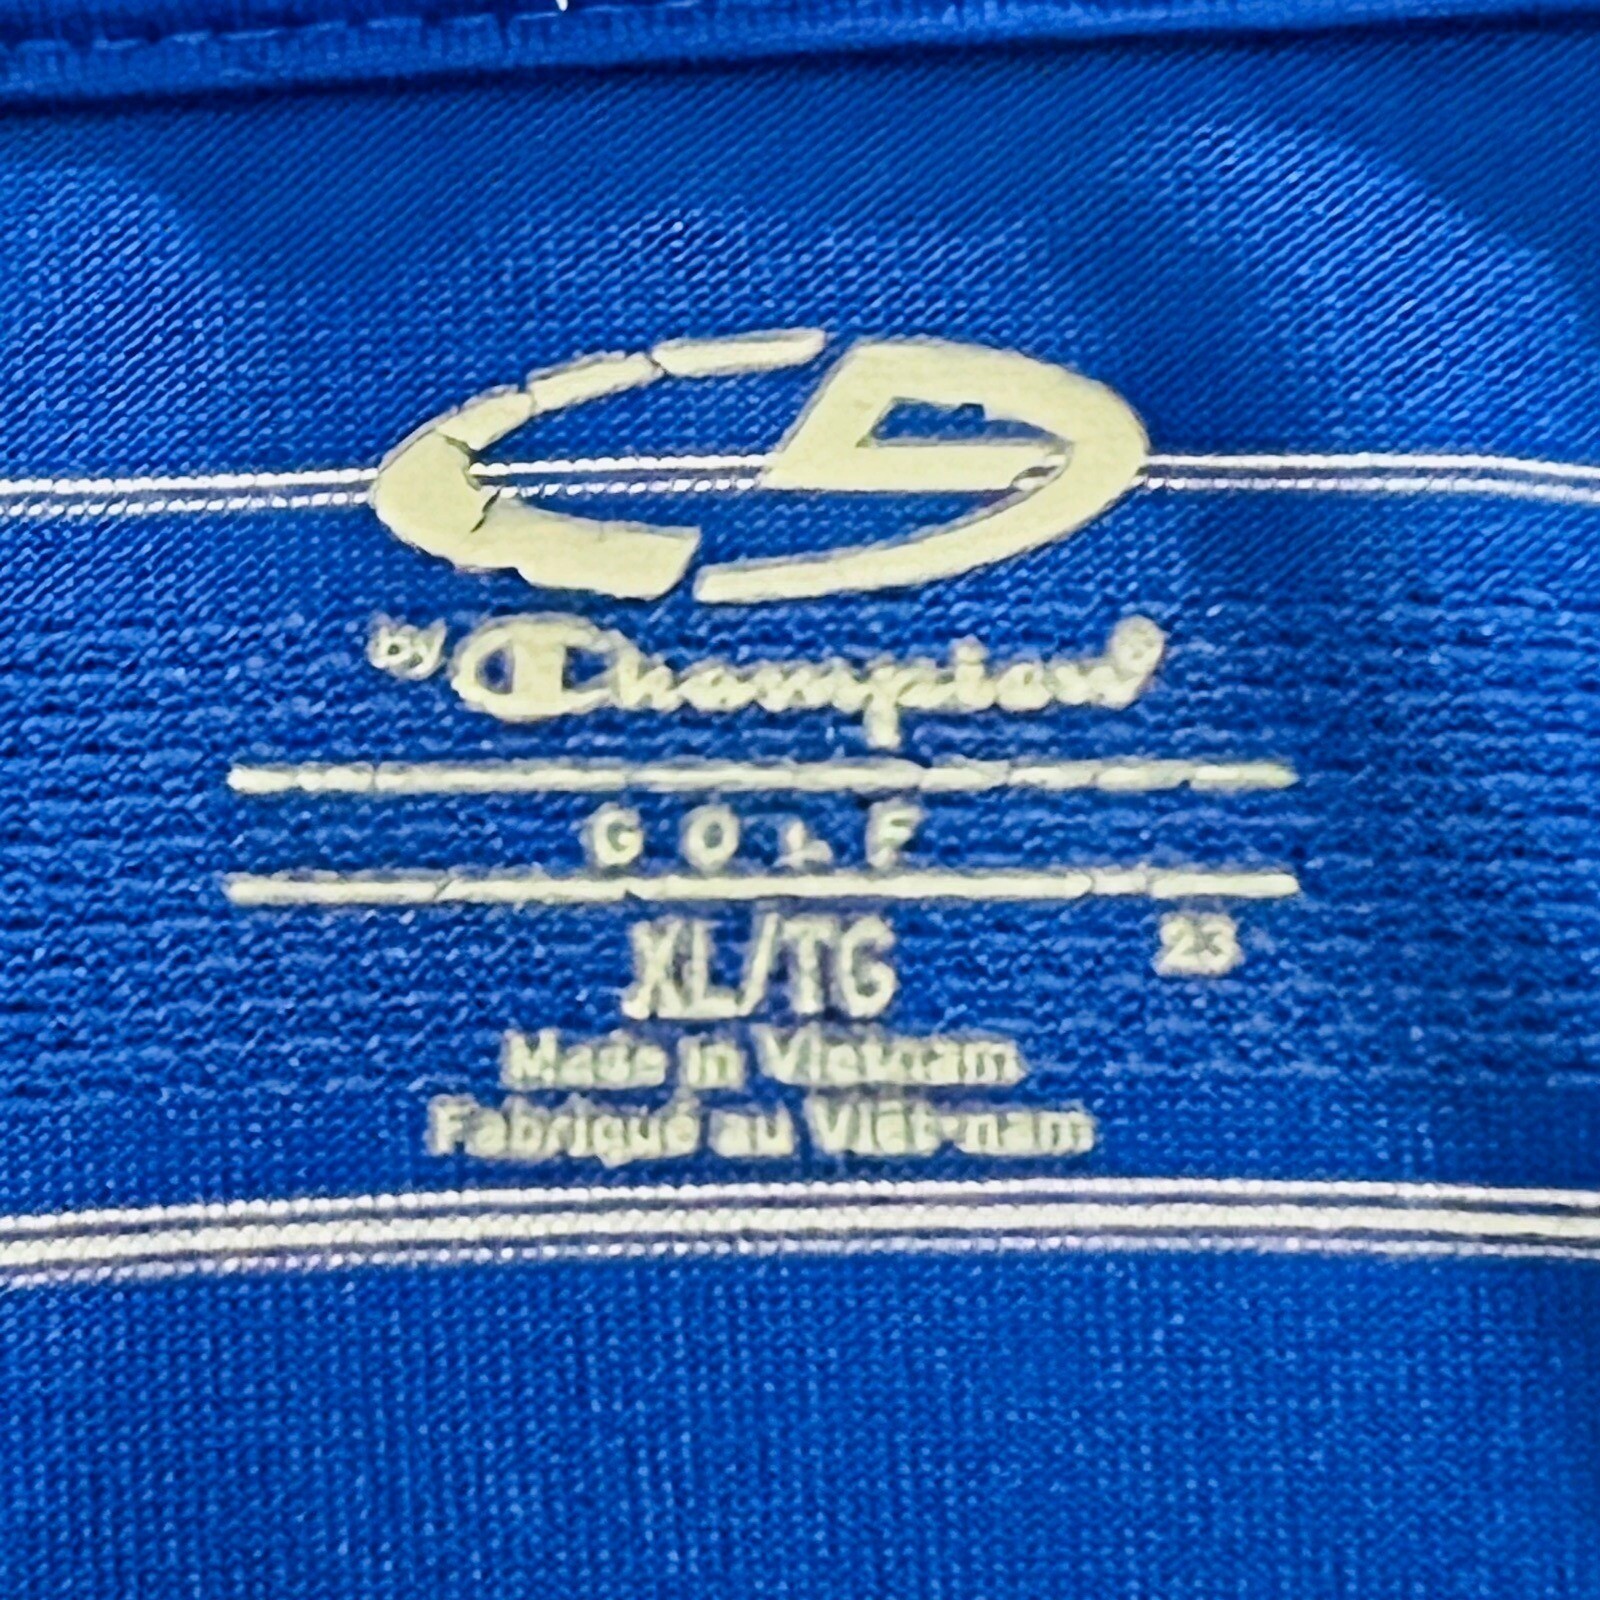 by Champion®
GOLF
XL/TG 23
Made in Vietnam
Fabriqué au Viêt-nam